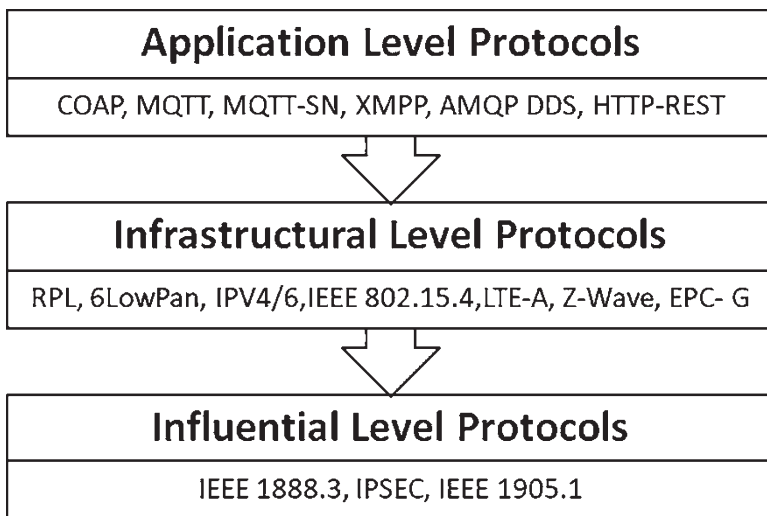 Application Level Protocols
COAP, MQTT, MQTT-SN, XMPP, AMQP DDS, HTTP-REST
Infrastructural Level Protocols
RPL, 6LowPan, IPV4/6,IEEE 802.15.4,LTE-A, Z-Wave, EPC- G
Influential Level Protocols
IEEE 1888.3, IPSEC, IEEE 1905.1